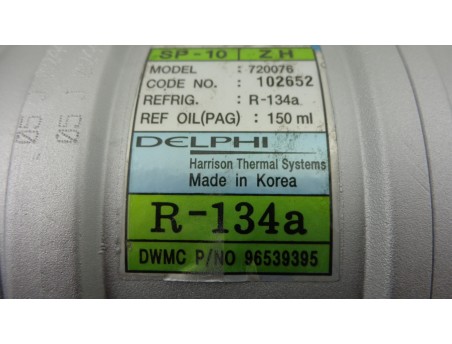 SP-10 ZH
MODEL : 720076
CODE NO. : 102652
REFRIG. : R-134a
REF OIL(PAG) : 150 ml
DELPHI
Harrison Thermal Systems
Made in Korea
R-134a
DWMC P/NO 96539395